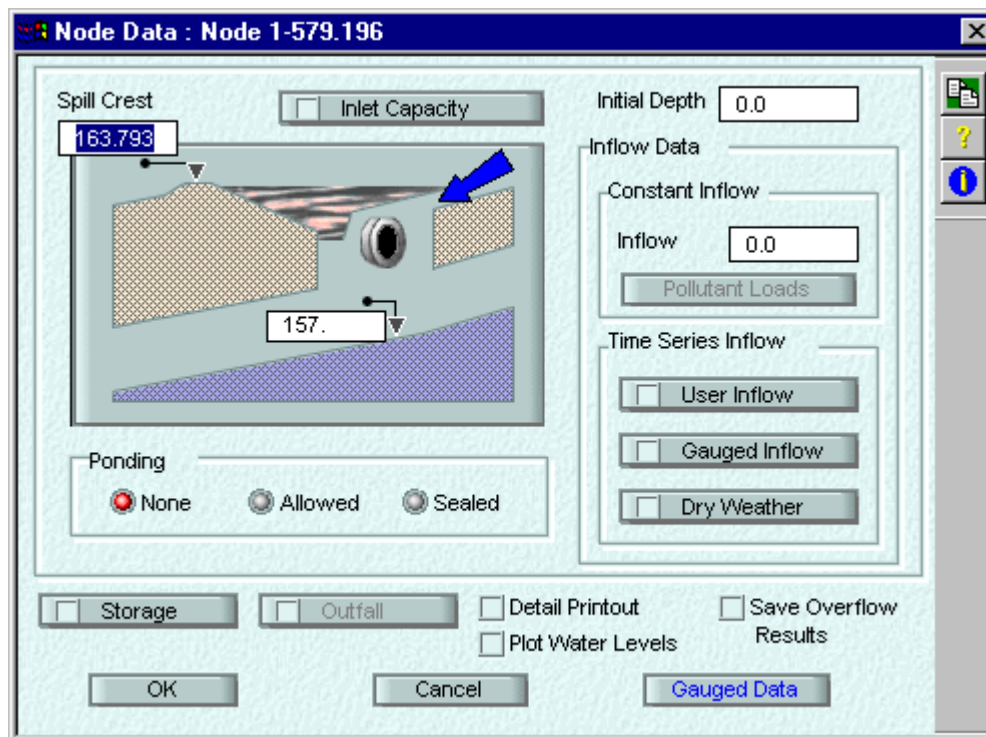 Node Data : Node 1-579.196
Spill Crest
163.793
Inlet Capacity
Initial Depth 0.0
Inflow Data
Constant Inflow
Inflow 0.0
Pollutant Loads
157.
Time Series Inflow
User Inflow
Gauged Inflow
Dry Weather
Ponding
None Allowed Sealed
Storage
Outfall
Detail Printout
Plot Water Levels
Save Overflow
Results
OK
Cancel
Gauged Data